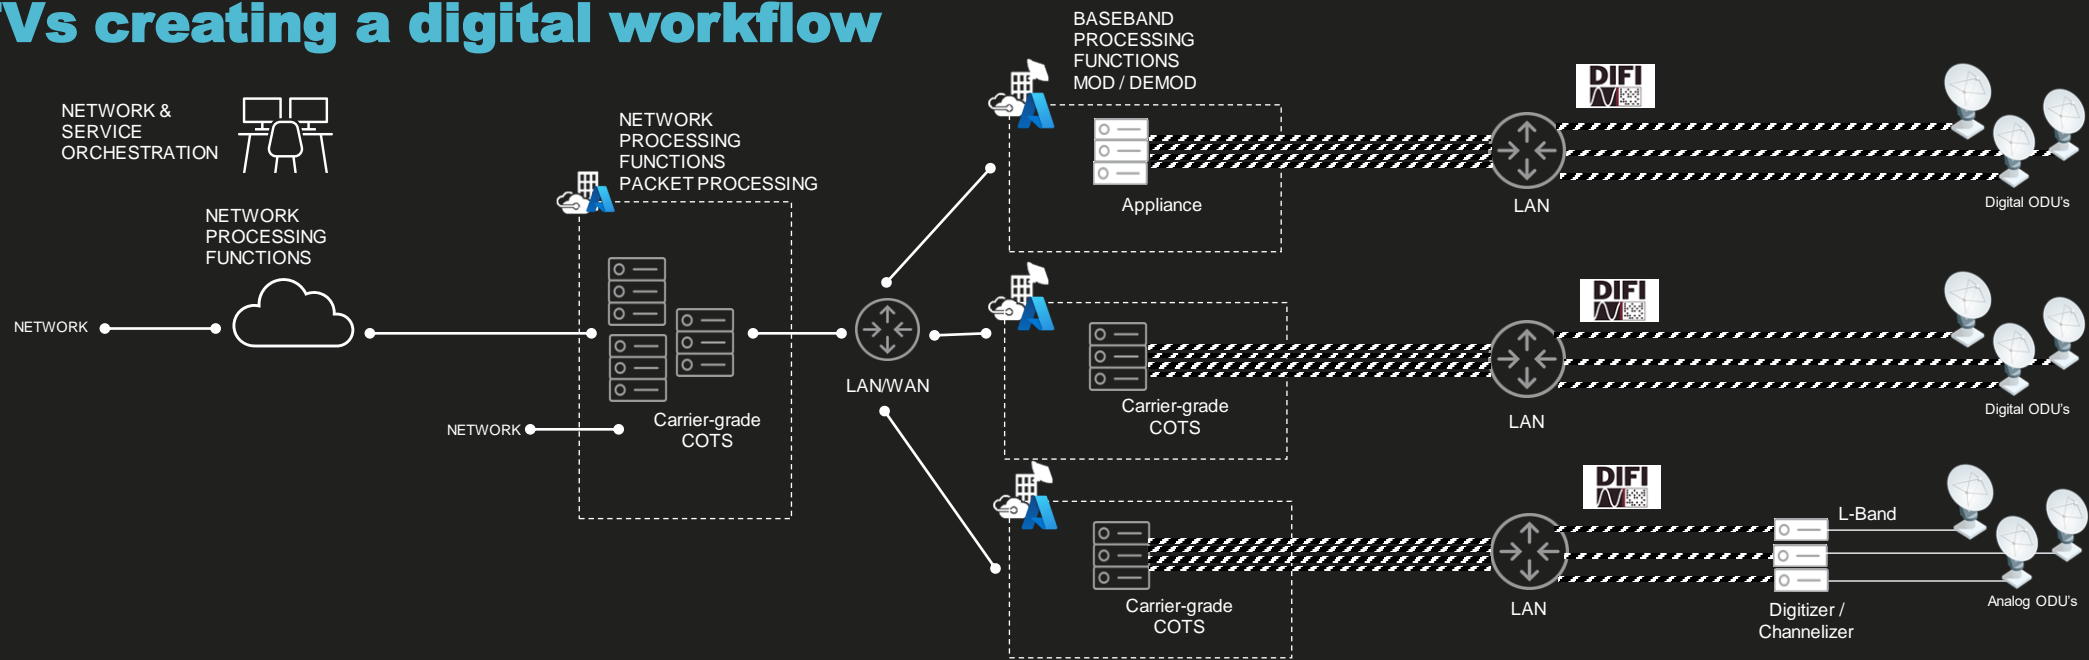 Vs creating a digital workflow
NETWORK &
SERVICE
ORCHESTRATION
NETWORK
PROCESSING
FUNCTIONS
NETWORK
NETWORK
PROCESSING
FUNCTIONS
PACKET PROCESSING
NETWORK
Carrier-grade
COTS
LAN/WAN
BASEBAND
PROCESSING
FUNCTIONS
MOD / DEMOD
Appliance
LAN
DIFI
Digital ODU's
Carrier-grade
COTS
LAN
DIFI
Digital ODU's
Carrier-grade
COTS
LAN
DIFI
L-Band
Digitizer /
Channelizer
Analog ODU's